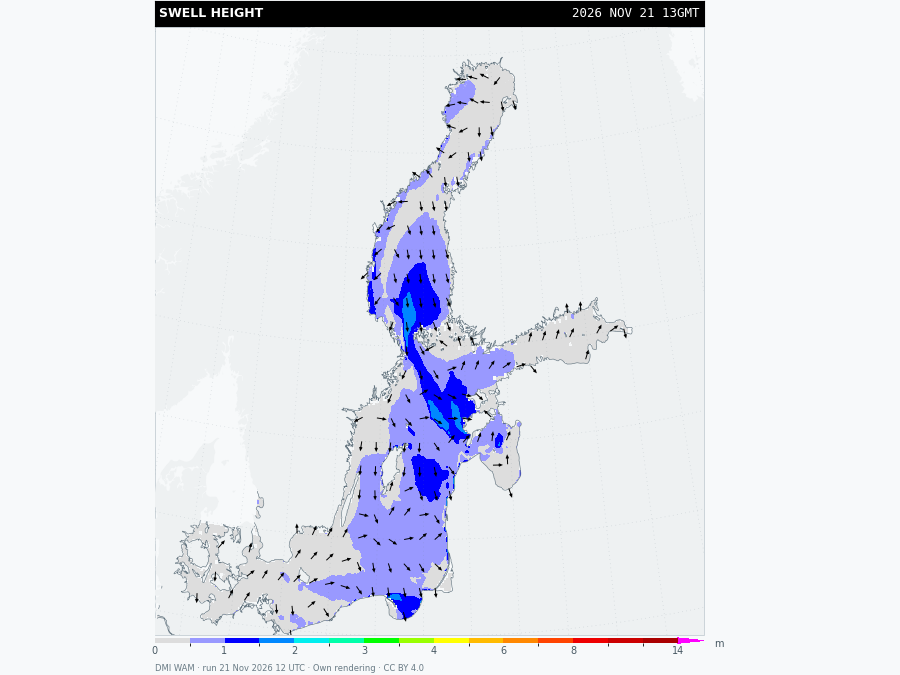 SWELL HEIGHT 2026 NOV 21 13GMT
0 1 2 3 4 6 8 14 m
DMI WAM · run 21 Nov 2026 12 UTC · Own rendering · CC BY 4.0